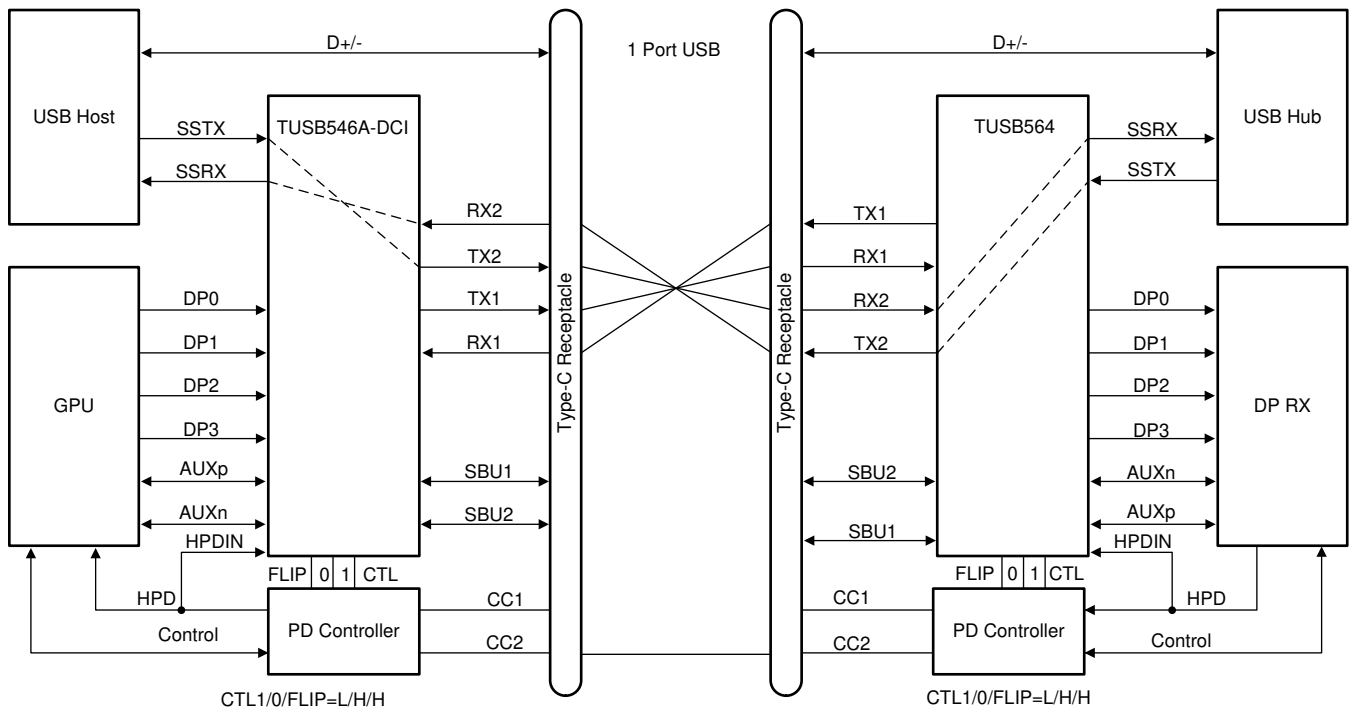 D+/-
1 Port USB
D+/-
USB Host
TUSB546A-DCI
TUSB564
USB Hub
SSTX
SSRX
SSRX
SSTX
RX2
TX1
TX2
RX1
TX1
RX2
RX1
TX2
Type-C Receptacle
Type-C Receptacle
GPU
DP0
DP1
DP2
DP3
AUXp
AUXn
HPDIN
SBU1
SBU2
SBU2
SBU1
DP RX
DP0
DP1
DP2
DP3
AUXn
AUXp
HPDIN
FLIP 0 1 CTL
FLIP 0 1 CTL
HPD
Control
PD Controller
CC1
CC2
CC1
CC2
PD Controller
HPD
Control
CTL1/0/FLIP=L/H/H
CTL1/0/FLIP=L/H/H